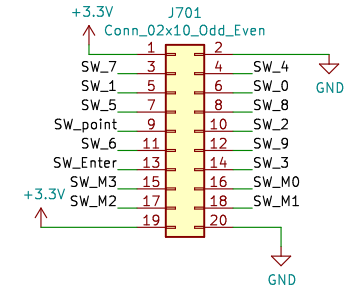 +3.3V
J701
Conn_02x10_Odd_Even
1 2
GND
SW_7 3 4 SW_4
SW_1 5 6 SW_0
SW_5 7 8 SW_8
SW_point 9 10 SW_2
SW_6 11 12 SW_9
SW_Enter 13 14 SW_3
SW_M3 15 16 SW_M0
+3.3V
SW_M2 17 18 SW_M1
19 20
GND